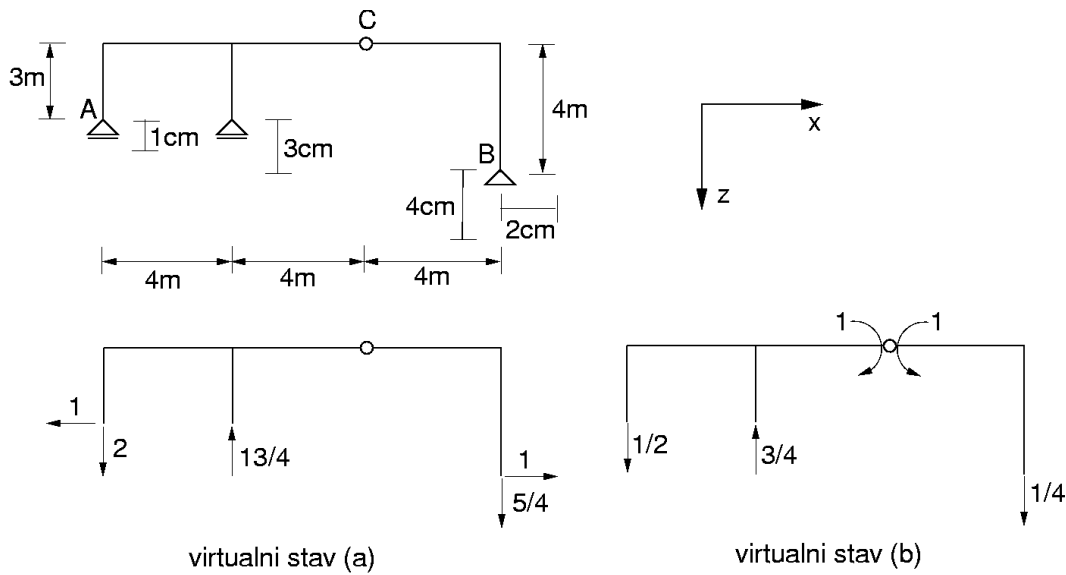 C
3m
A
1cm
3cm
4m
B
4cm
2cm
x
z
4m
4m
4m
1
2
13/4
1
5/4
1
1
1/2
3/4
1/4
virtualni stav (a)
virtualni stav (b)